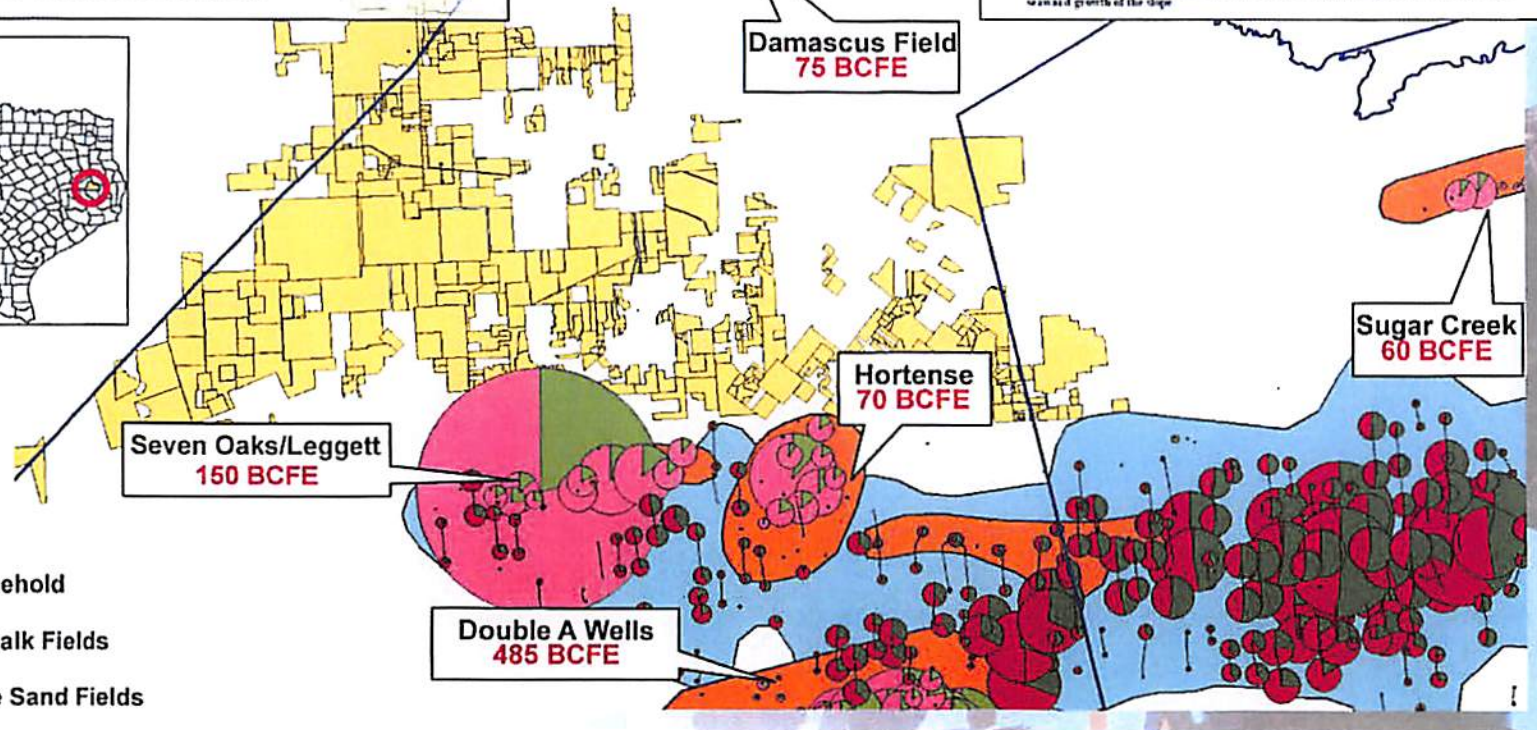 Damascus Field
75 BCFE
Sugar Creek
60 BCFE
Hortense
70 BCFE
Seven Oaks/Leggett
150 BCFE
ehold
alk Fields
Double A Wells
485 BCFE
Sand Fields